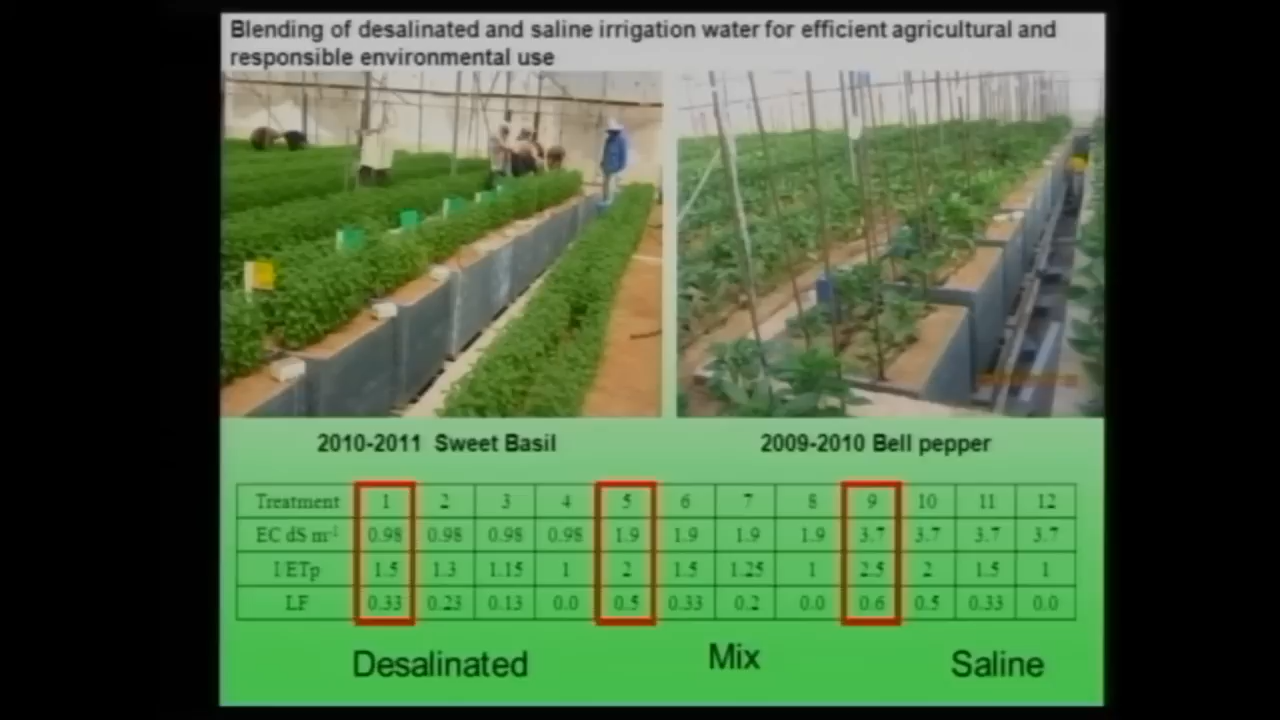 Blending of desalinated and saline irrigation water for efficient agricultural and
responsible environmental use
2010-2011 Sweet Basil
2009-2010 Bell pepper
Treatment 1 2 3 4 5 6 7 8 9 10 11 12
EC dS m-1 0.98 0.98 0.98 0.98 1.9 1.9 1.9 1.9 3.7 3.7 3.7 3.7
I ETp 1.5 1.3 1.15 1 2 1.5 1.25 1 2.5 2 1.5 1
LF 0.33 0.23 0.13 0.0 0.5 0.33 0.2 0.0 0.6 0.5 0.33 0.0
Desalinated
Mix
Saline